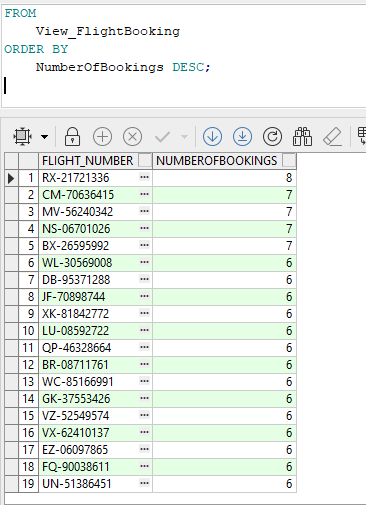 FROM
View_FlightBooking
ORDER BY
NumberOfBookings DESC;
FLIGHT_NUMBER NUMBEROFBOOKINGS
1 RX-21721336 ... 8
2 CM-70636415 ... 7
3 MV-56240342 ... 7
4 NS-06701026 ... 7
5 BX-26595992 ... 7
6 WL-30569008 ... 6
7 DB-95371288 ... 6
8 JF-70898744 ... 6
9 XK-81842772 ... 6
10 LU-08592722 ... 6
11 QP-46328664 ... 6
12 BR-08711761 ... 6
13 WC-85166991 ... 6
14 GK-37553426 ... 6
15 VZ-52549574 ... 6
16 VX-62410137 ... 6
17 EZ-06097865 ... 6
18 FQ-90038611 ... 6
19 UN-51386451 ... 6